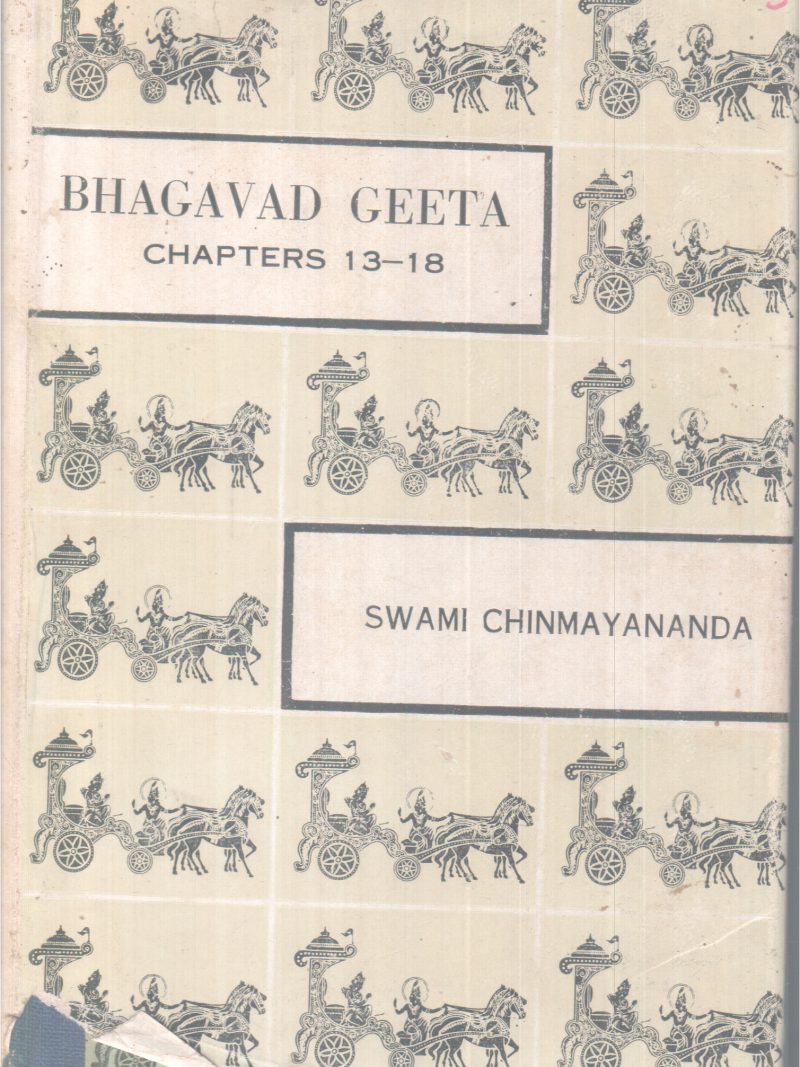 BHAGAVAD GEETA
CHAPTERS 13—18
SWAMI CHINMAYANANDA